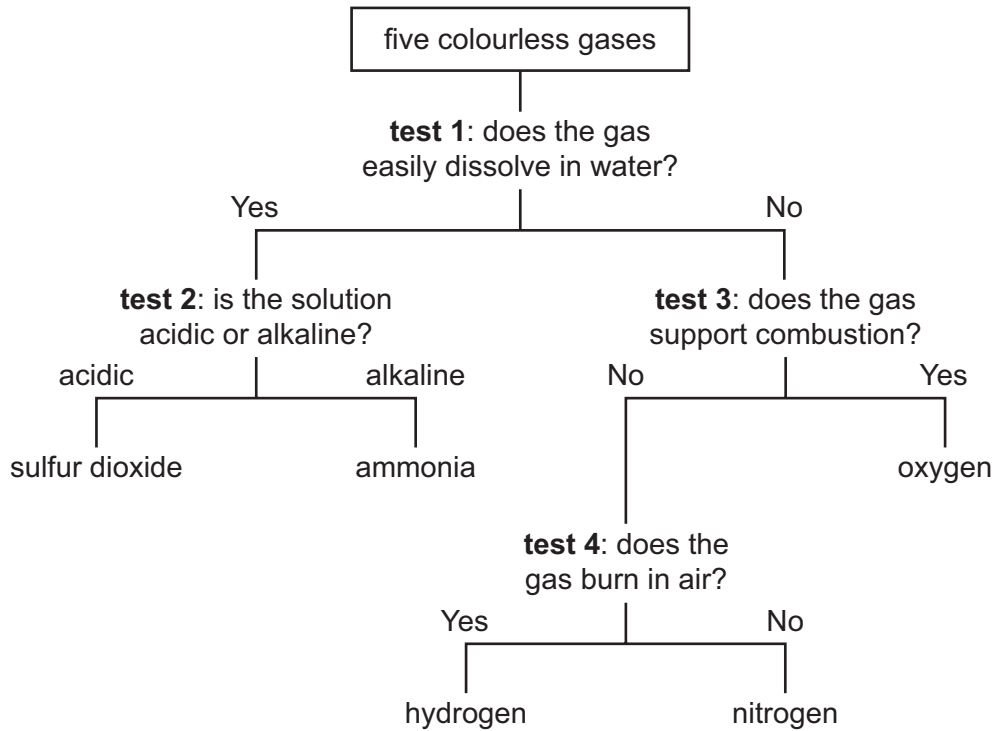 five colourless gases
test 1: does the gas
easily dissolve in water?
Yes
No
test 2: is the solution
acidic or alkaline?
test 3: does the gas
support combustion?
acidic
alkaline
No
Yes
sulfur dioxide
ammonia
oxygen
test 4: does the
gas burn in air?
Yes
No
hydrogen
nitrogen